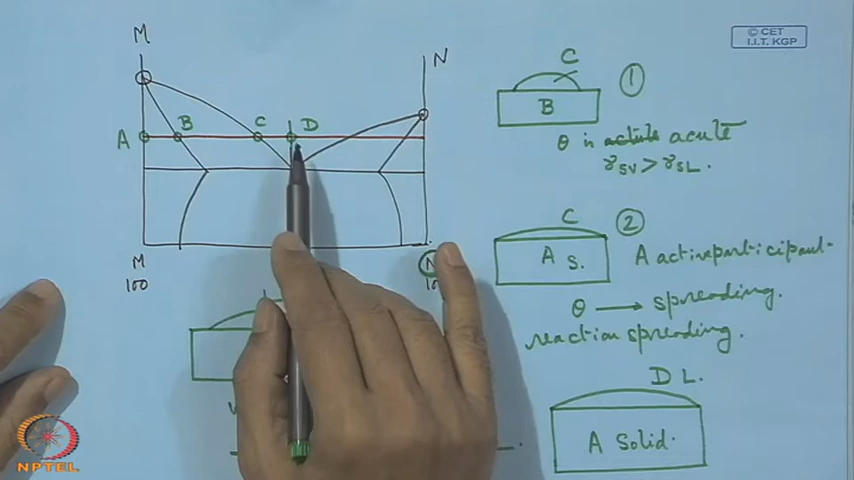 © CET
I.I.T. KGP
M
N
A
B
C
D
M
100
N
C
B
1
θ is acute
γsv > γsL.
C
2
A S.
A active participant
θ → spreading.
reaction spreading.
D L.
A Solid.
NPTEL